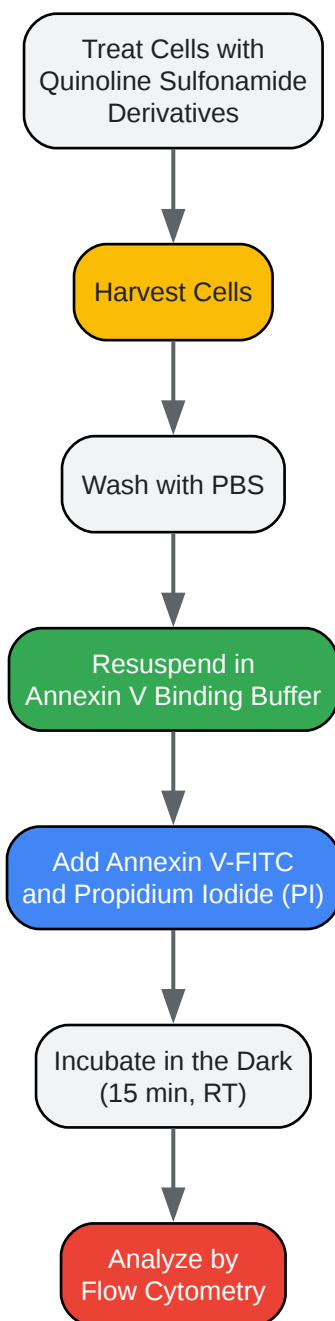 Treat Cells with
Quinoline Sulfonamide
Derivatives
Harvest Cells
Wash with PBS
Resuspend in
Annexin V Binding Buffer
Add Annexin V-FITC
and Propidium Iodide (PI)
Incubate in the Dark
(15 min, RT)
Analyze by
Flow Cytometry